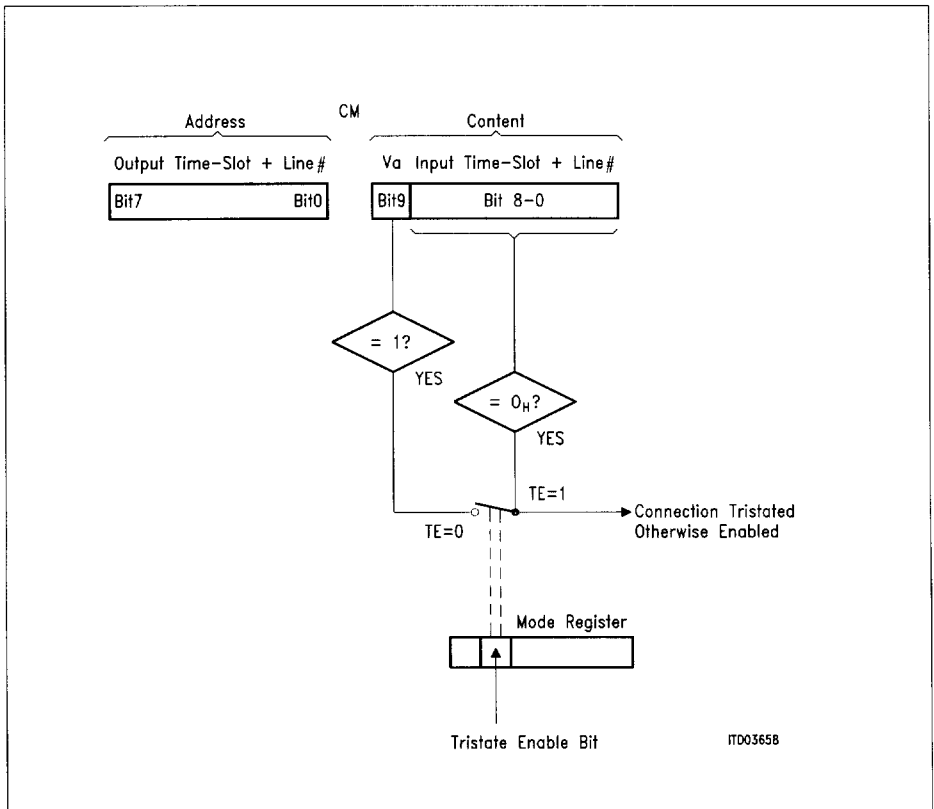 CM
Address
Content
Output Time-Slot + Line#
Va Input Time-Slot + Line#
Bit7 Bit0
Bit9 Bit 8-0
= 1?
YES
= 0H?
YES
TE=1
TE=0
Connection Tristated
Otherwise Enabled
Mode Register
Tristate Enable Bit
ITD03658